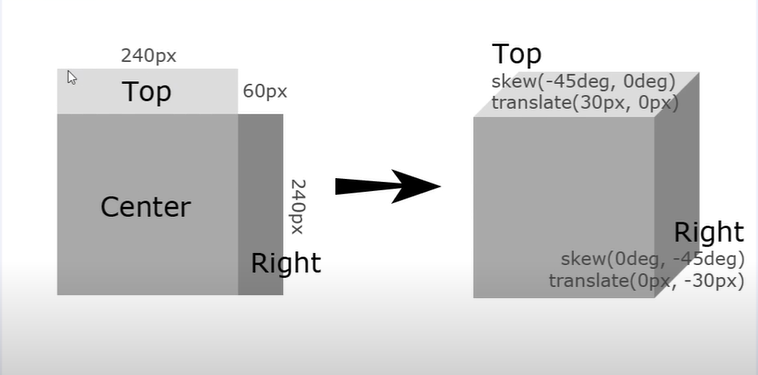 240px
Top
60px
Center
240px
Right
Top
skew(-45deg, 0deg)
translate(30px, 0px)
Right
skew(0deg, -45deg)
translate(0px, -30px)